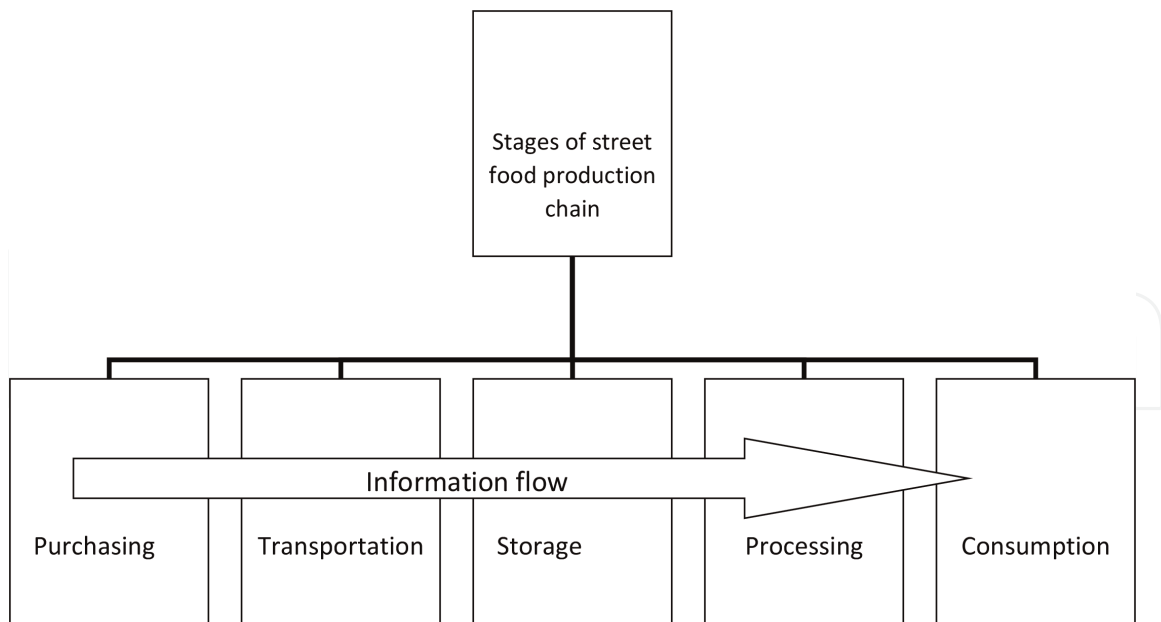 Stages of street
food production
chain
Information flow
Purchasing
Transportation
Storage
Processing
Consumption